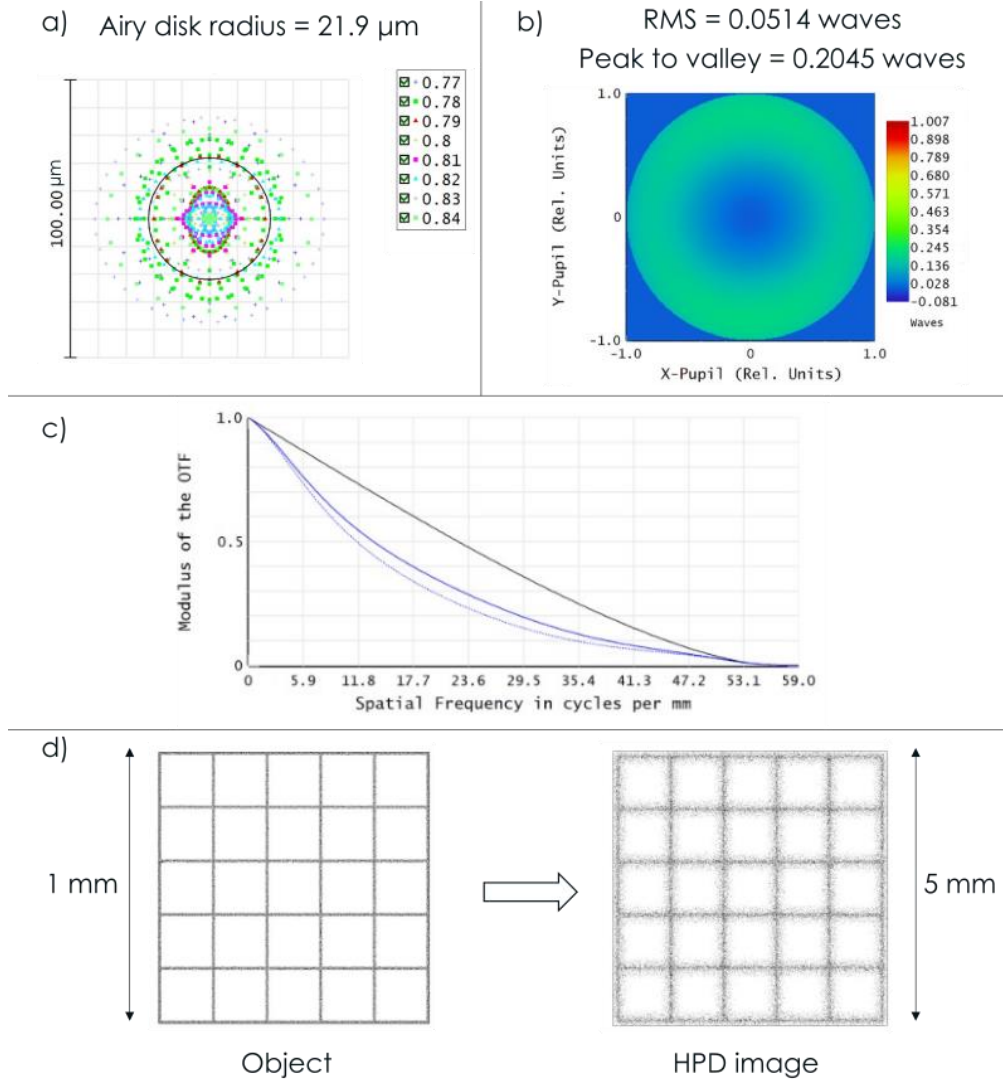 a) Airy disk radius = 21.9 µm
100.00 µm
0.77
0.78
0.79
0.8
0.81
0.82
0.83
0.84
b) RMS = 0.0514 waves
Peak to valley = 0.2045 waves
Y-Pupil (Rel. Units)
1.0
0
-1.0
-1.0 0 1.0
X-Pupil (Rel. Units)
1.007
0.898
0.789
0.680
0.571
0.463
0.354
0.245
0.136
0.028
-0.081
Waves
c)
Modulus of the OTF
1.0
0.5
0
0 5.9 11.8 17.7 23.6 29.5 35.4 41.3 47.2 53.1 59.0
Spatial Frequency in cycles per mm
d)
1 mm
5 mm
Object
HPD image